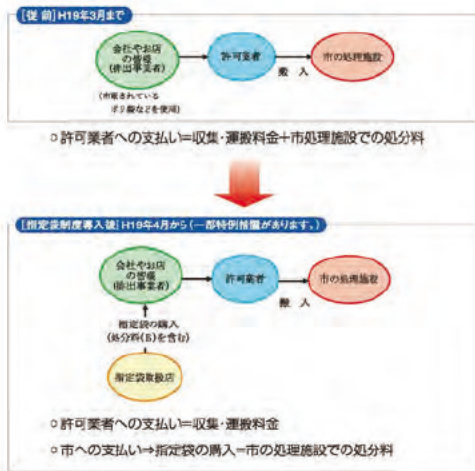 [従 前]H19年3月まで
会社やお店
の皆様
(排出事業者)
許可業者
市の処理施設
搬 入
(市販されている
ポリ袋などを使用)
○許可業者への支払い=収集・運搬料金+市処理施設での処分料
[指定袋制度導入後]H19年4月から(一部特例措置があります。)
会社やお店
の皆様
(排出事業者)
許可業者
市の処理施設
搬 入
指定袋の購入
(処分料(B)を含む)
指定袋取扱店
○許可業者への支払い=収集・運搬料金
○市への支払い⇒指定袋の購入=市の処理施設での処分料